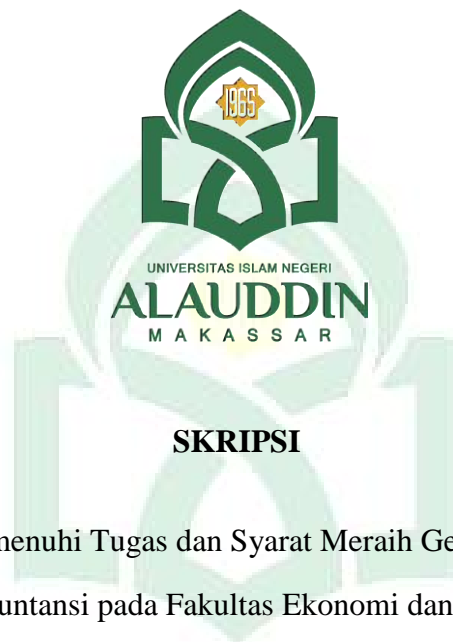 1965
UNIVERSITAS ISLAM NEGERI
ALAUDDIN
MAKASSAR
SKRIPSI
menuhi Tugas dan Syarat Meraih Ge
untansi pada Fakultas Ekonomi dan